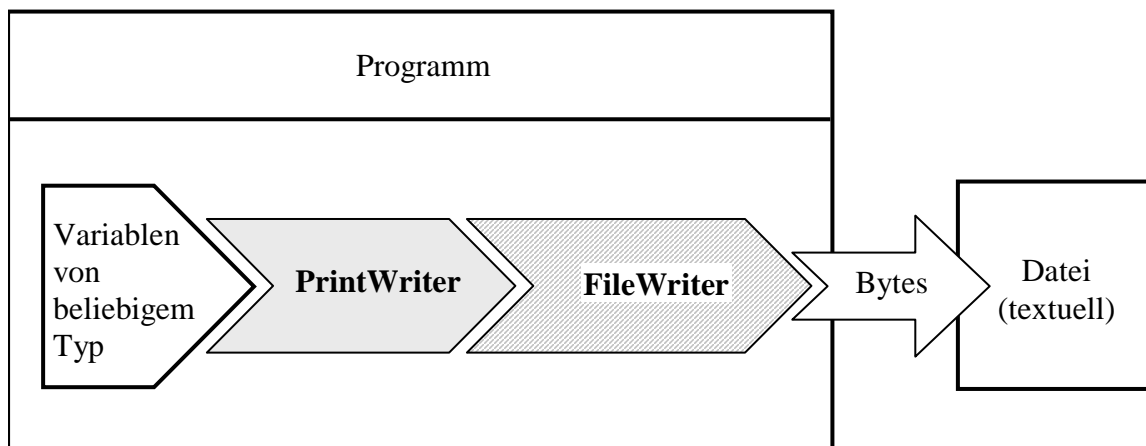 Programm
Variablen
von
beliebigem
Typ
PrintWriter
FileWriter
Bytes
Datei
(textuell)